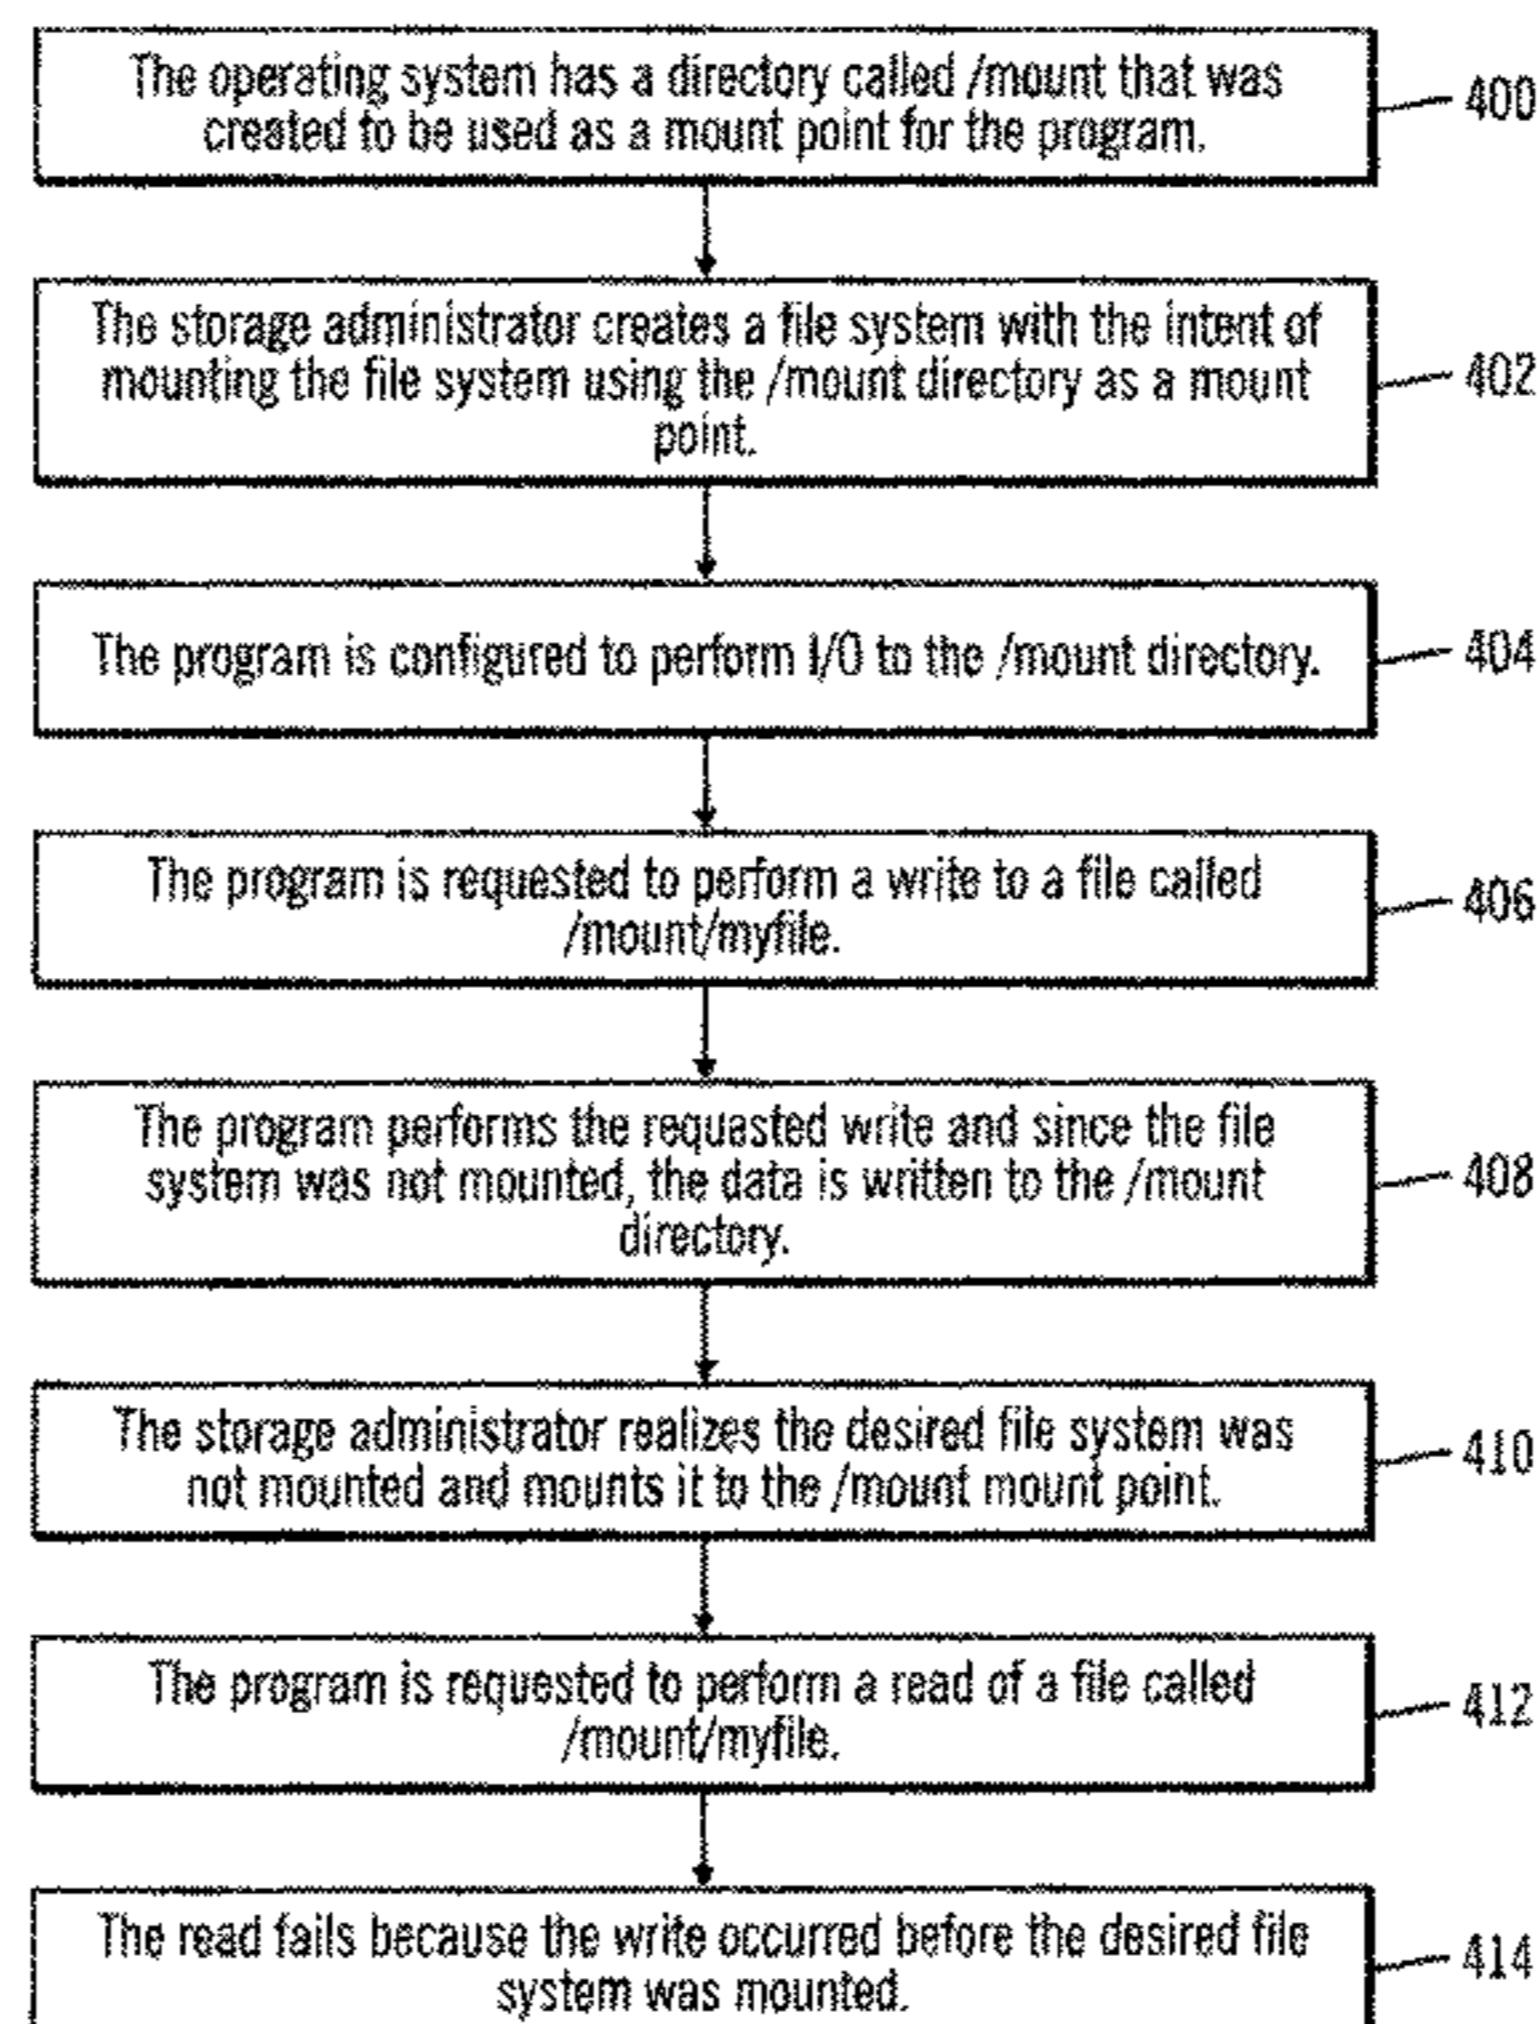 The operating system has a directory called /mount that was
created to be used as a mount point for the program.
400
The storage administrator creates a file system with the intent of
mounting the file system using the /mount directory as a mount
point.
402
The program is configured to perform I/O to the /mount directory.
404
The program is requested to perform a write to a file called
/mount/myfile.
406
The program performs the requested write and since the file
system was not mounted, the data is written to the /mount
directory.
408
The storage administrator realizes the desired file system was
not mounted and mounts it to the /mount mount point.
410
The program is requested to perform a read of a file called
/mount/myfile.
412
The read fails because the write occurred before the desired file
system was mounted.
414